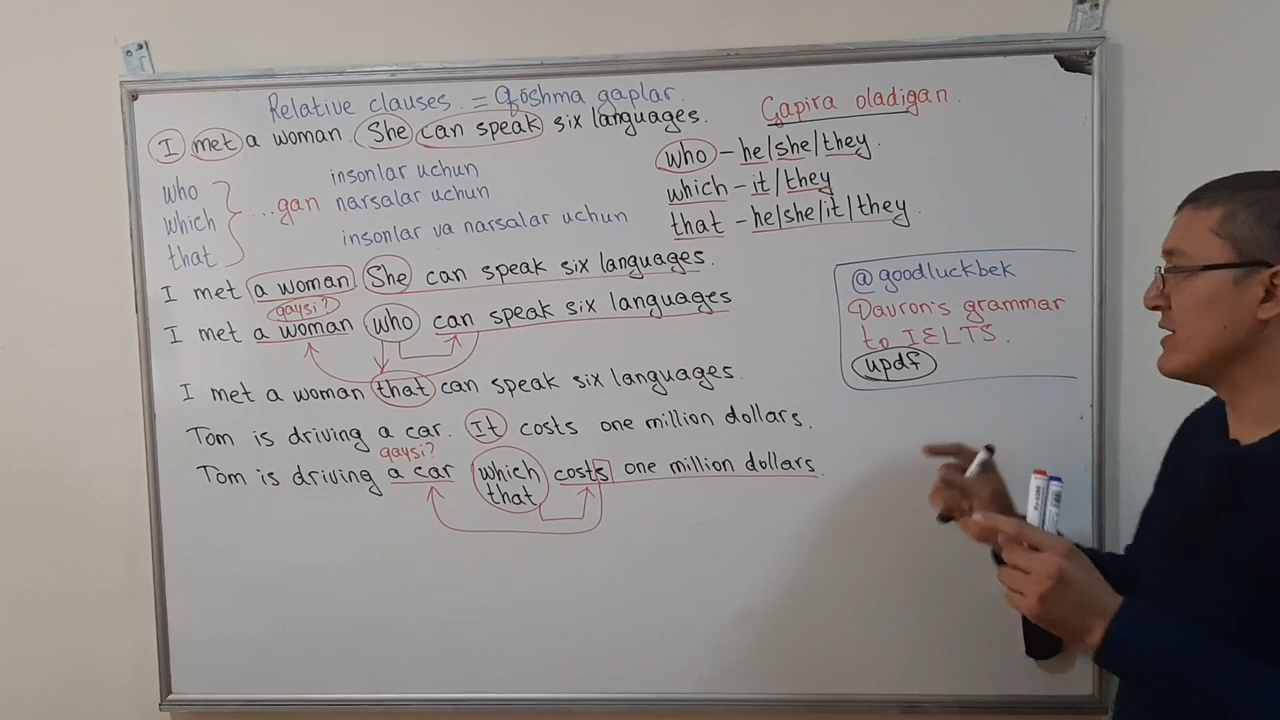 Relative clauses. = Qo'shma gaplar.
Gapira oladigan.
I met a woman. She can speak six languages.
who
which
that
...gan
insonlar uchun
narsalar uchun
insonlar va narsalar uchun
who - he/she/they.
which - it/they
that - he/she/it/they.
I met a woman. She can speak six languages.
qaysi?
I met a woman who can speak six languages
I met a woman that can speak six languages.
Tom is driving a car. It costs one million dollars.
qaysi?
Tom is driving a car which costs one million dollars.
that
@goodluckbek
Davron's grammar
to IELTS.
updf